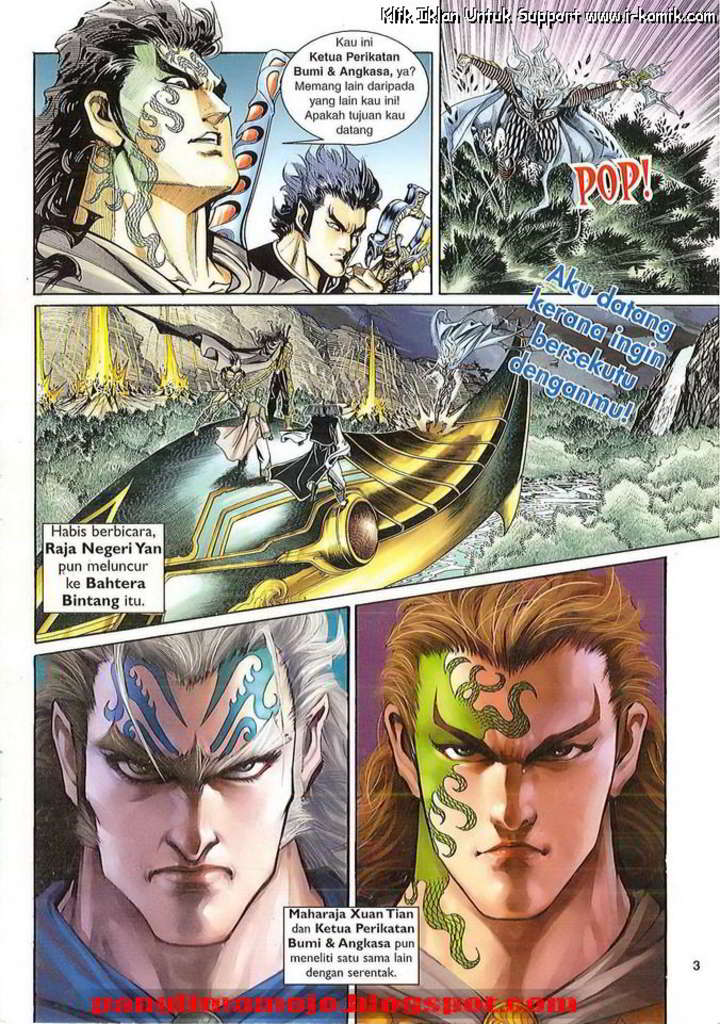 Klik Iklan Untuk Support www.i-komik.com
Kau ini
Ketua Perikatan
Bumi & Angkasa, ya?
Memang lain daripada
yang lain kau ini!
Apakah tujuan kau
datang
POP!
Aku datang
kerana ingin
bersekutu
denganmu!
Habis berbicara,
Raja Negeri Yan
pun meluncur
ke Bahtera
Bintang itu.
Maharaja Xuan Tian
dan Ketua Perikatan
Bumi & Angkasa pun
meneliti satu sama lain
dengan serentak.
3
panglimamojo.blogspot.com